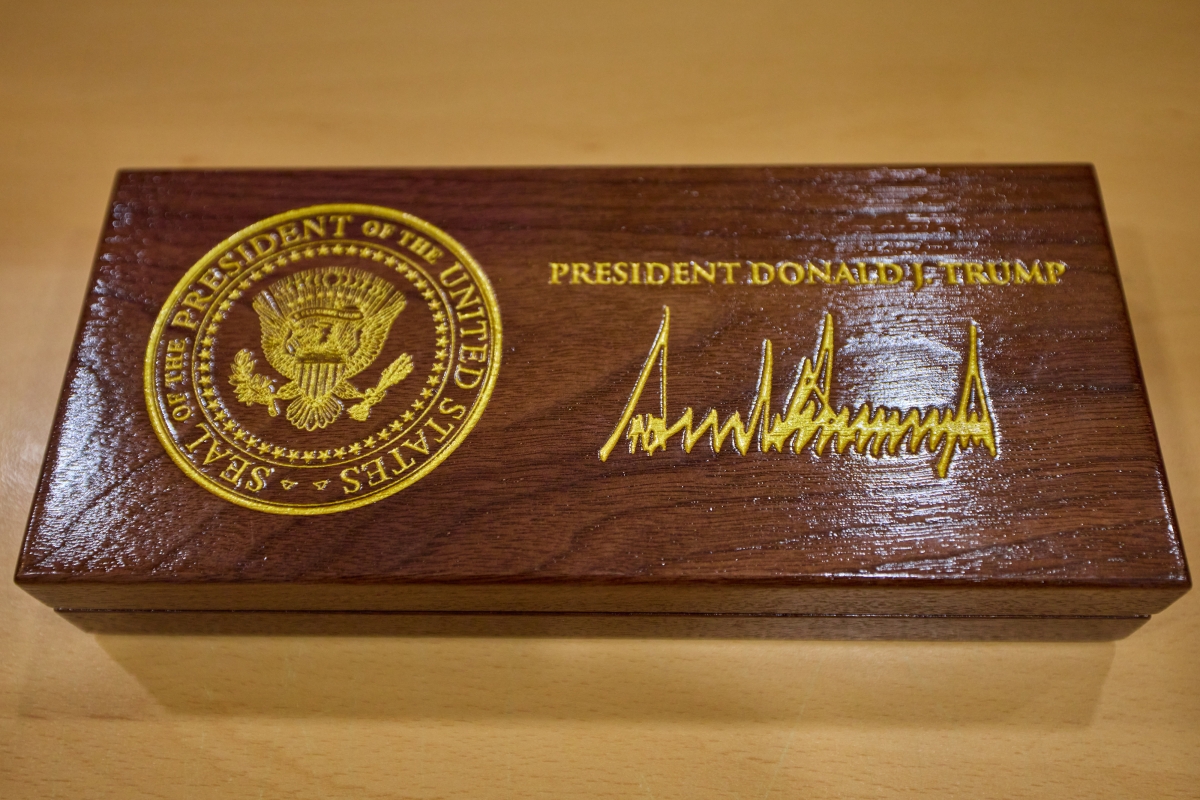 SEAL OF THE PRESIDENT OF THE UNITED STATES
PRESIDENT DONALD J. TRUMP